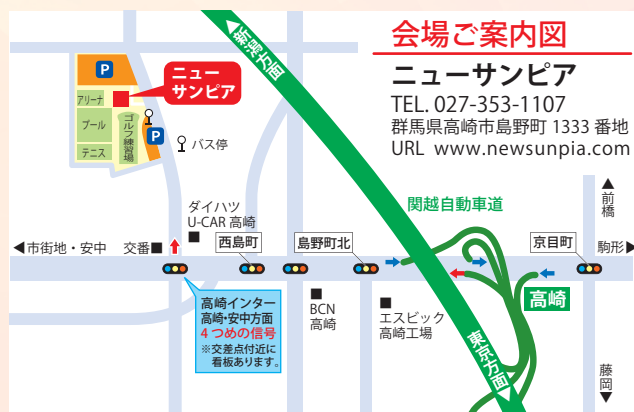 会場ご案内図
ニューサンピア
TEL. 027-353-1107
群馬県高崎市島野町 1333 番地
URL www.newsunpia.com
▲新潟方面
P
ニュー
サンピア
アリーナ
プール
テニス
ゴルフ練習場
P
バス停
関越自動車道
▲前橋
ダイハツ
U-CAR 高崎
◀市街地・安中
交番■
西島町
島野町北
京目町
駒形▶
高崎インター
高崎・安中方面
4つめの信号
※交差点付近に
看板あります。
BCN
高崎
エスビック
高崎工場
高崎
東京方面▼
藤岡▼